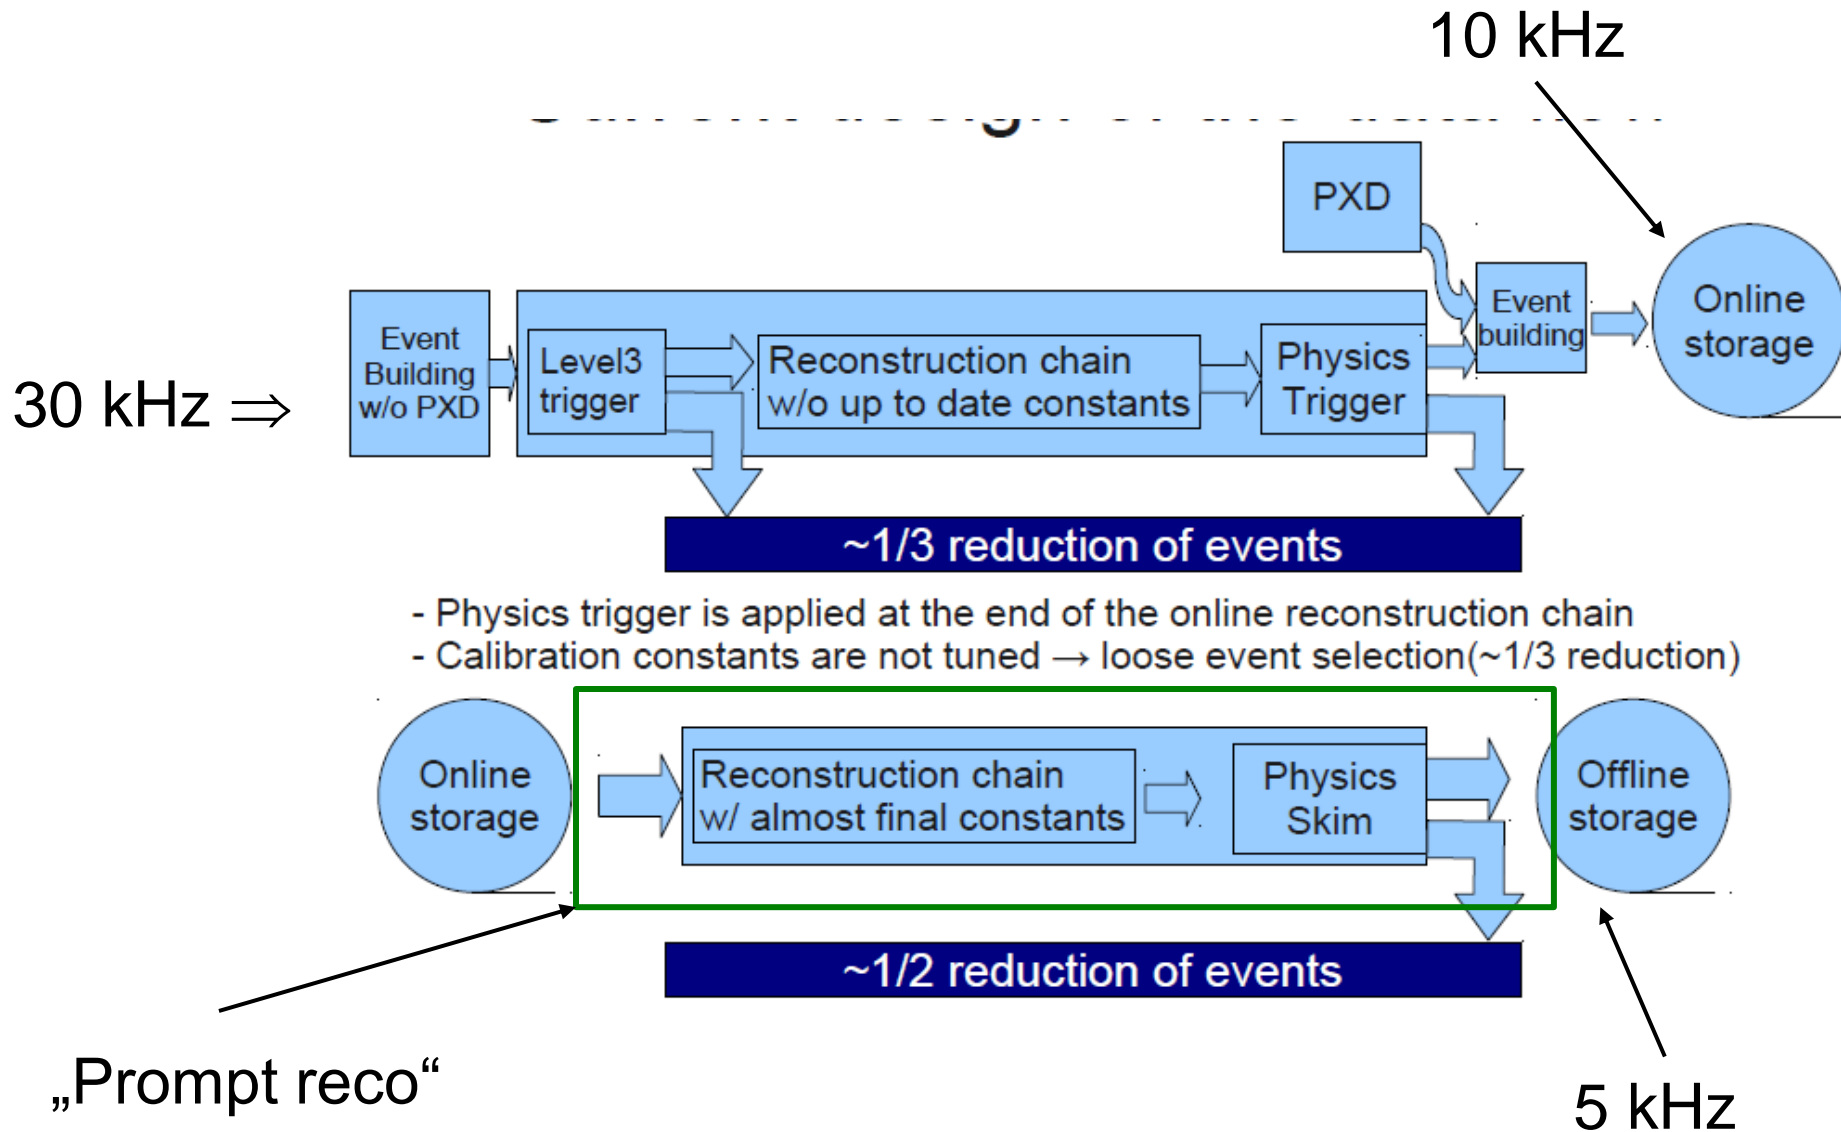 10 kHz
PXD
Event
Building
w/o PXD
Level3
trigger
Reconstruction chain
w/o up to date constants
Physics
Trigger
Event
building
Online
storage
30 kHz ⇒
~1/3 reduction of events
- Physics trigger is applied at the end of the online reconstruction chain
- Calibration constants are not tuned → loose event selection(~1/3 reduction)
Online
storage
Reconstruction chain
w/ almost final constants
Physics
Skim
Offline
storage
~1/2 reduction of events
„Prompt reco“
5 kHz